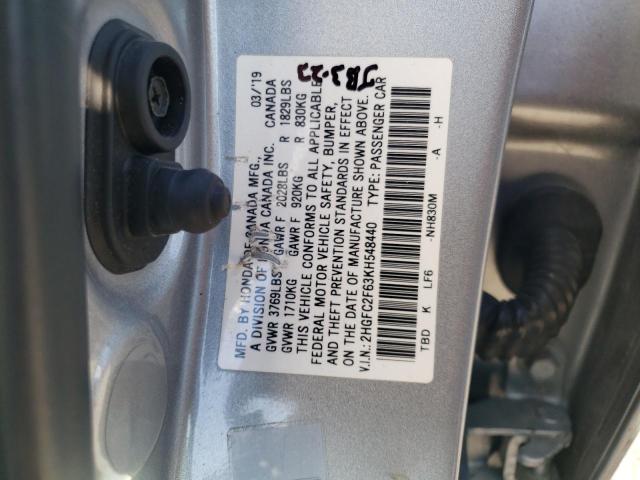 MFD. BY HONDA OF CANADA MFG., 03/'19
A DIVISION OF HONDA CANADA INC. CANADA
GVWR 3769LBS GAWR F 2028LBS R 1829LBS
GVWR 1710KG GAWR F 920KG R 830KG
THIS VEHICLE CONFORMS TO ALL APPLICABLE
FEDERAL MOTOR VEHICLE SAFETY, BUMPER,
AND THEFT PREVENTION STANDARDS IN EFFECT
ON THE DATE OF MANUFACTURE SHOWN ABOVE.
V.I.N.:2HGFC2F63KH548440 TYPE:PASSENGER CAR
TBD K LF6 -NH830M -A -H